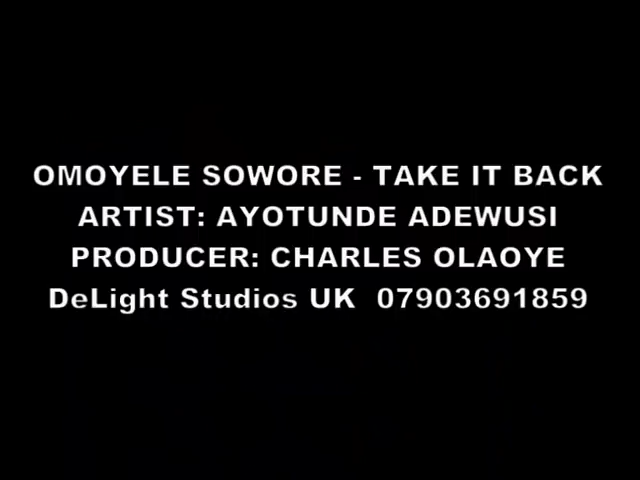 OMOYELE SOWORE - TAKE IT BACK
ARTIST: AYOTUNDE ADEWUSI
PRODUCER: CHARLES OLAOYE
DeLight Studios UK 07903691859